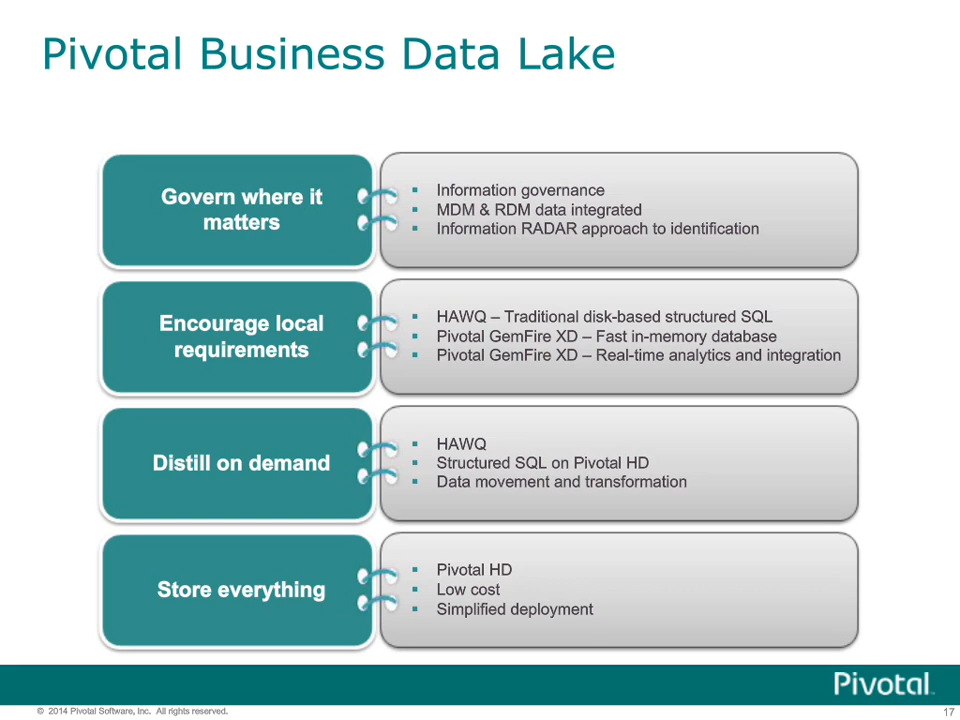 Pivotal Business Data Lake
Govern where it
matters
▪ Information governance
▪ MDM & RDM data integrated
▪ Information RADAR approach to identification
Encourage local
requirements
▪ HAWQ – Traditional disk-based structured SQL
▪ Pivotal GemFire XD – Fast in-memory database
▪ Pivotal GemFire XD – Real-time analytics and integration
Distill on demand
▪ HAWQ
▪ Structured SQL on Pivotal HD
▪ Data movement and transformation
Store everything
▪ Pivotal HD
▪ Low cost
▪ Simplified deployment
Pivotal™
© 2014 Pivotal Software, Inc. All rights reserved.
17